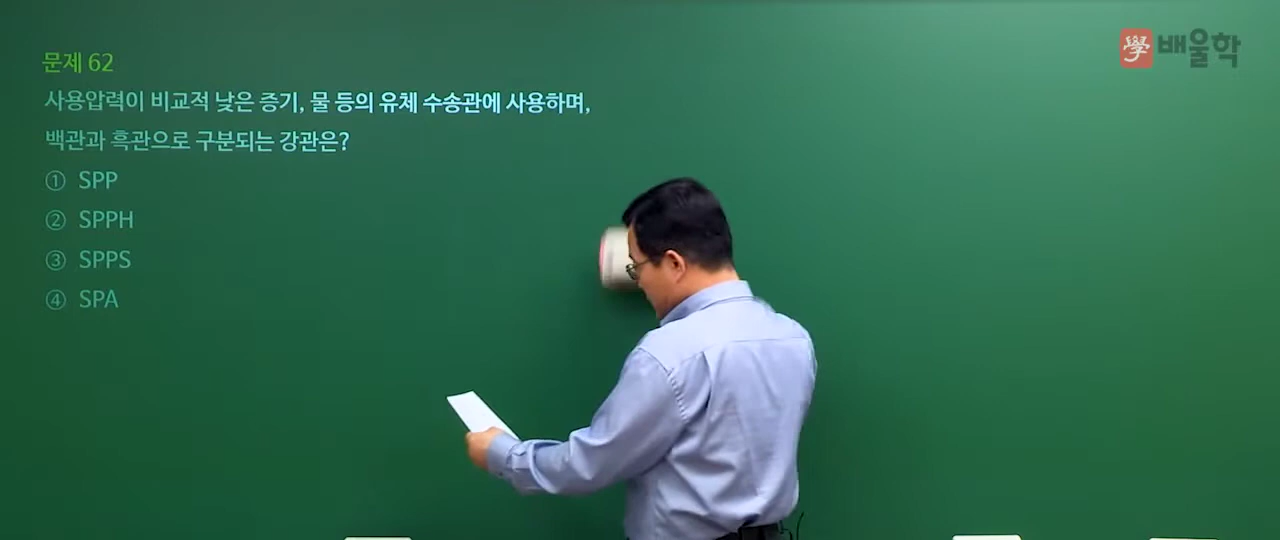 문제 62
사용압력이 비교적 낮은 증기, 물 등의 유체 수송관에 사용하며,
백관과 흑관으로 구분되는 강관은?
① SPP
② SPPH
③ SPPS
④ SPA
學 배울학